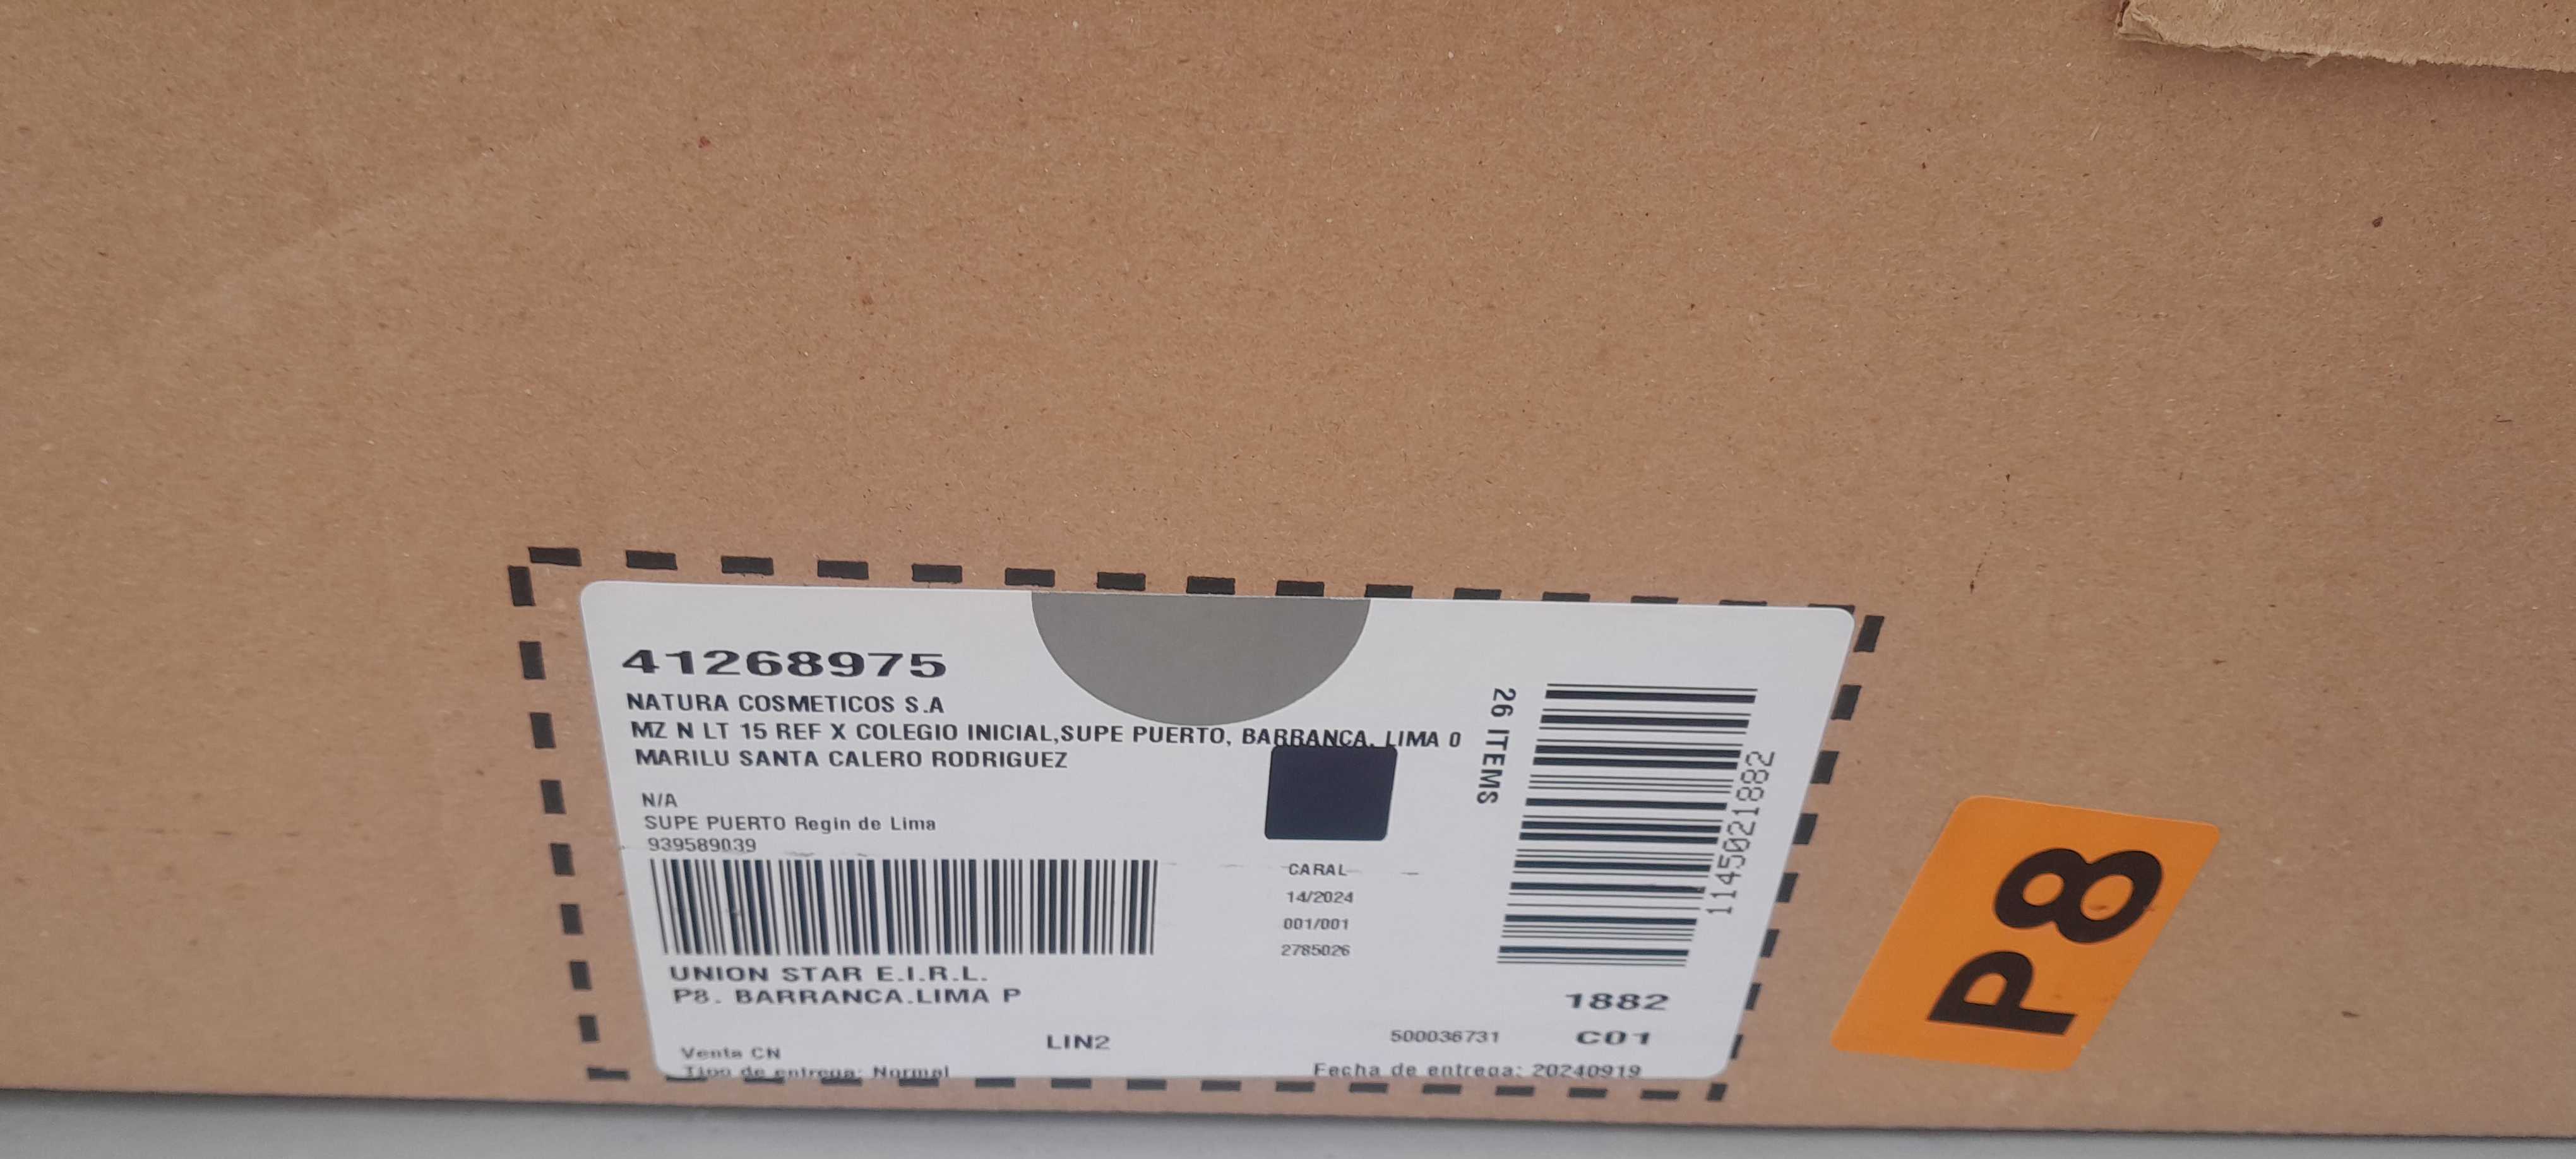 41268975
NATURA COSMETICOS S.A
MZ N LT 15 REF X COLEGIO INICIAL,SUPE PUERTO, BARRANCA, LIMA 0
MARILU SANTA CALERO RODRIGUEZ
N/A
SUPE PUERTO Regin de Lima
939589039
CARAL
14/2024
001/001
2785026
26 ITEMS
11450218882
UNION STAR E.I.R.L.
P8. BARRANCA.LIMA P
1882
LIN2
500036731
C01
Venta CN
Tipo de entrega: Normal
Fecha de entrega: 20240919
P8